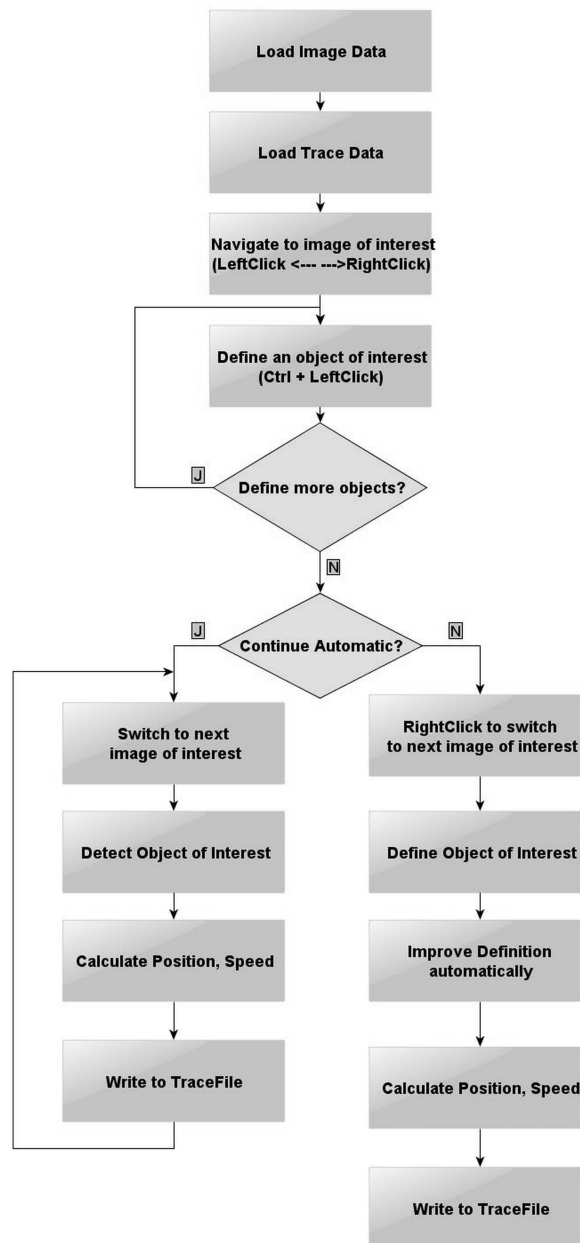 Load Image Data
Load Trace Data
Navigate to image of interest
(LeftClick <--- --->RightClick)
Define an object of interest
(Ctrl + LeftClick)
J
Define more objects?
N
J
Continue Automatic?
N
Switch to next
image of interest
Detect Object of Interest
Calculate Position, Speed
Write to TraceFile
RightClick to switch
to next image of interest
Define Object of Interest
Improve Definition
automatically
Calculate Position, Speed
Write to TraceFile